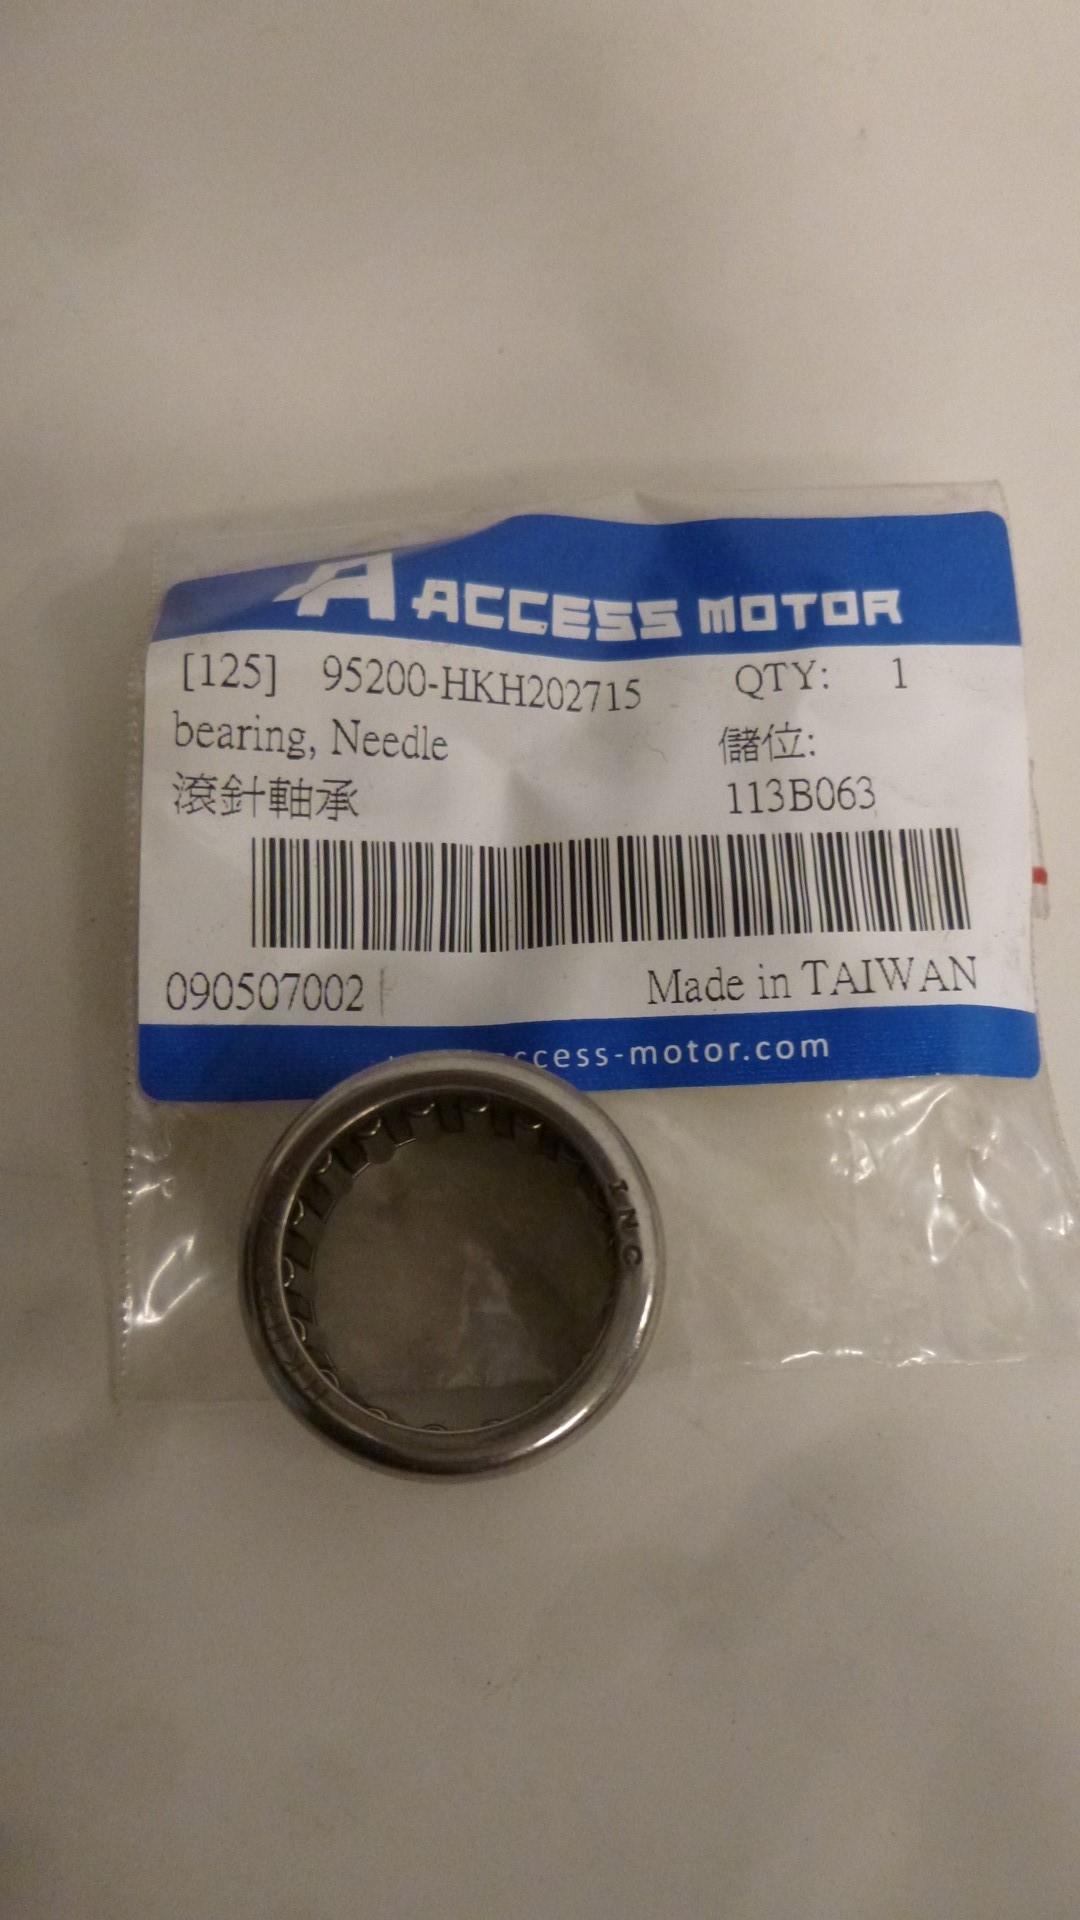 A ACCESS MOTOR
[125] 95200-HKH202715 QTY: 1
bearing, Needle 儲位:
滾針軸承 113B063
090507002 Made in TAIWAN
ccess-motor.com
INC